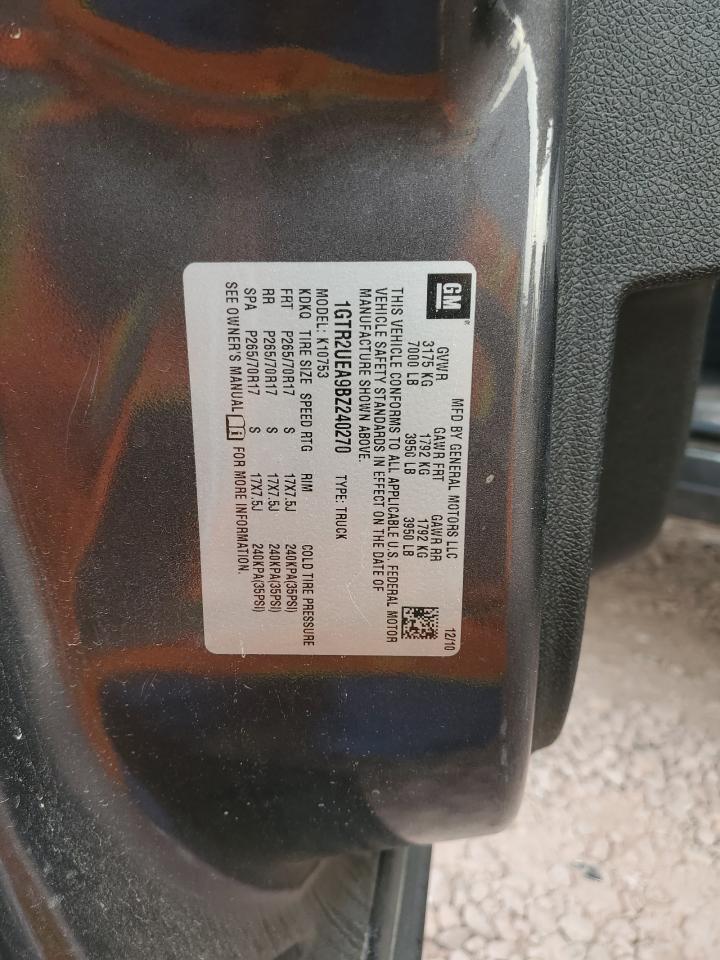 GM ®
MFD BY GENERAL MOTORS LLC 12/10
GVWR GAWR FRT GAWR RR
3175 KG 1792 KG 1792 KG
7000 LB 3950 LB 3950 LB
THIS VEHICLE CONFORMS TO ALL APPLICABLE U.S. FEDERAL MOTOR
VEHICLE SAFETY STANDARDS IN EFFECT ON THE DATE OF
MANUFACTURE SHOWN ABOVE.
1GTR2UEA9BZ240270 TYPE: TRUCK
MODEL: K10753
KDKQ TIRE SIZE SPEED RTG RIM COLD TIRE PRESSURE
FRT P265/70R17 S 17X7.5J 240KPA(35PSI)
RR P265/70R17 S 17X7.5J 240KPA(35PSI)
SPA P265/70R17 S 17X7.5J 240KPA(35PSI)
SEE OWNER'S MANUAL FOR MORE INFORMATION.